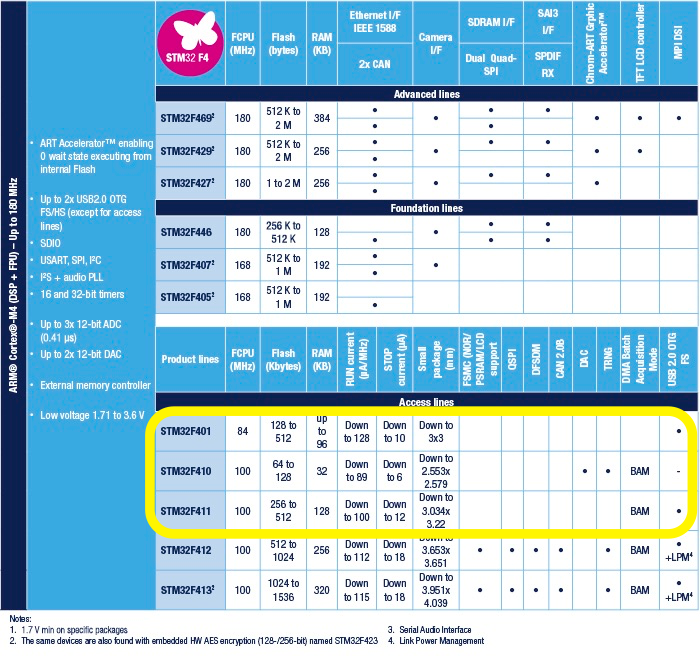 STM32 F4
FCPU (MHz)
Flash (bytes)
RAM (KB)
Ethernet I/F IEEE 1588
2x CAN
Camera I/F
SDRAM I/F
Dual Quad-SPI
SAI3 I/F
SPDIF RX
Chrom-ART Grphic Accelerator™
TFT LCD controller
MPI DSI
Advanced lines
STM32F469² 180 512 K to 2 M 384 • • • • • • • • •
STM32F429² 180 512 K to 2 M 256 • • • • • • • •
STM32F427² 180 1 to 2 M 256 • • • • • • •
Foundation lines
STM32F446 180 256 K to 512 K 128 • • • • • •
STM32F407² 168 512 K to 1 M 192 • • •
STM32F405² 168 512 K to 1 M 192 •
ARM® Cortex®-M4 (DSP + FPU) – Up to 180 MHz
• ART Accelerator™ enabling
0 wait state executing from
internal Flash
• Up to 2x USB2.0 OTG
FS/HS (except for access
lines)
• SDIO
• USART, SPI, I²C
• I²S + audio PLL
• 16 and 32-bit timers
• Up to 3x 12-bit ADC
(0.41 µs)
• Up to 2x 12-bit DAC
• External memory controller
• Low voltage 1.71 to 3.6 V
Product lines
FCPU (MHz)
Flash (Kbytes)
RAM (KB)
RUN current (µA/MHz)
STOP current (µA)
Small package (mm)
FSMC (NOR/ PSRAM/LCD support
QSPI
DFSDM
CAN 2.0B
DAC
TRNG
DMA Batch Acquisition Mode
USB 2.0 OTG FS
Access lines
STM32F401 84 128 to 512 up to 96 Down to 128 Down to 10 Down to 3x3 •
STM32F410 100 64 to 128 32 Down to 89 Down to 6 Down to 2.553x 2.579 • • BAM -
STM32F411 100 256 to 512 128 Down to 100 Down to 12 Down to 3.034x 3.22 BAM •
STM32F412 100 512 to 1024 256 Down to 112 Down to 18 Down to 3.653x 3.651 • • • • • BAM • +LPM⁴
STM32F413² 100 1024 to 1536 320 Down to 115 Down to 18 Down to 3.951x 4.039 • • • • • • BAM • +LPM⁴
Notes:
1. 1.7 V min on specific packages
2. The same devices are also found with embedded HW AES encryption (128-/256-bit) named STM32F423
3. Serial Audio Interface
4. Link Power Management